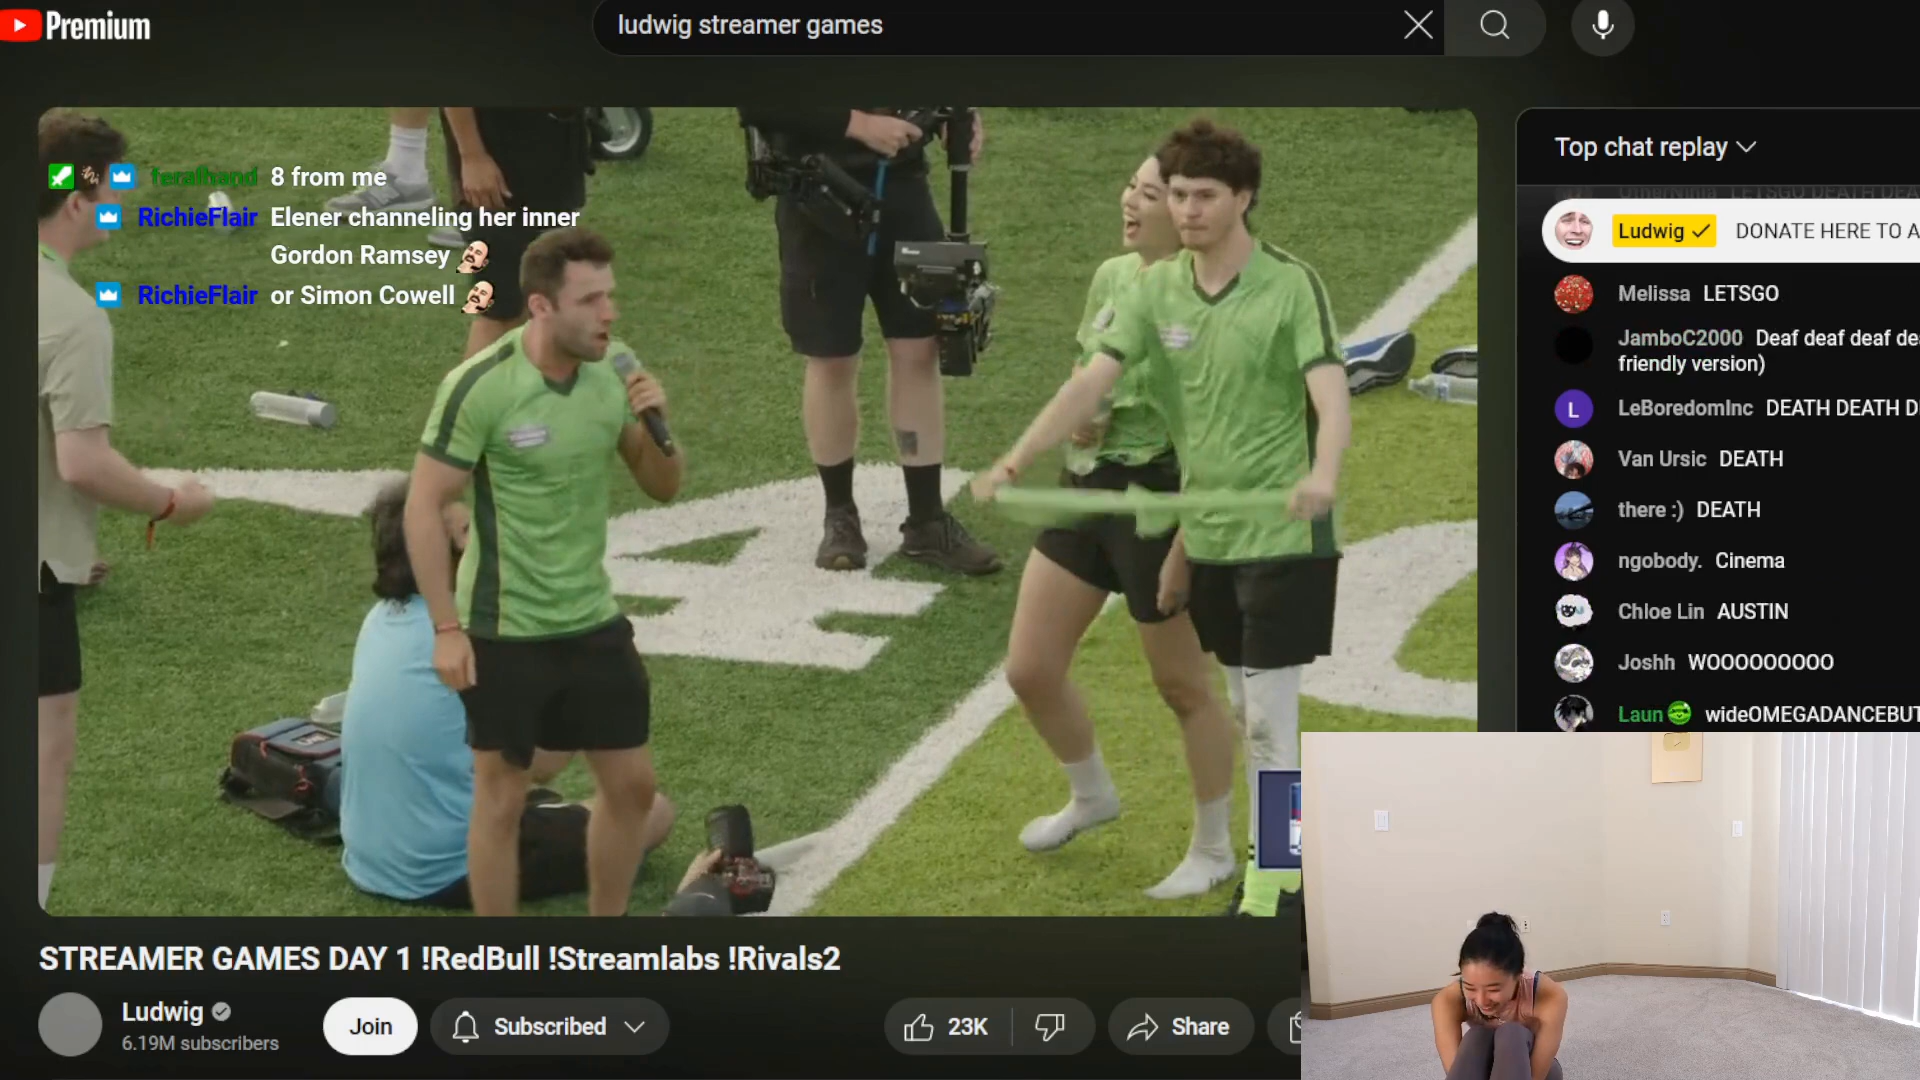 Premium
ludwig streamer games
feralhand 8 from me
RichieFlair Elener channeling her inner
Gordon Ramsey
RichieFlair or Simon Cowell
Top chat replay
Ludwig DONATE HERE TO A
Melissa LETSGO
JamboC2000 Deaf deaf deaf de
friendly version)
L LeBoredomInc DEATH DEATH D
Van Ursic DEATH
there :) DEATH
ngobody. Cinema
Chloe Lin AUSTIN
Joshh WOOOOOOOOO
Laun wideOMEGADANCEBUT
STREAMER GAMES DAY 1 !RedBull !Streamlabs !Rivals2
Ludwig
6.19M subscribers
Join
Subscribed
23K
Share